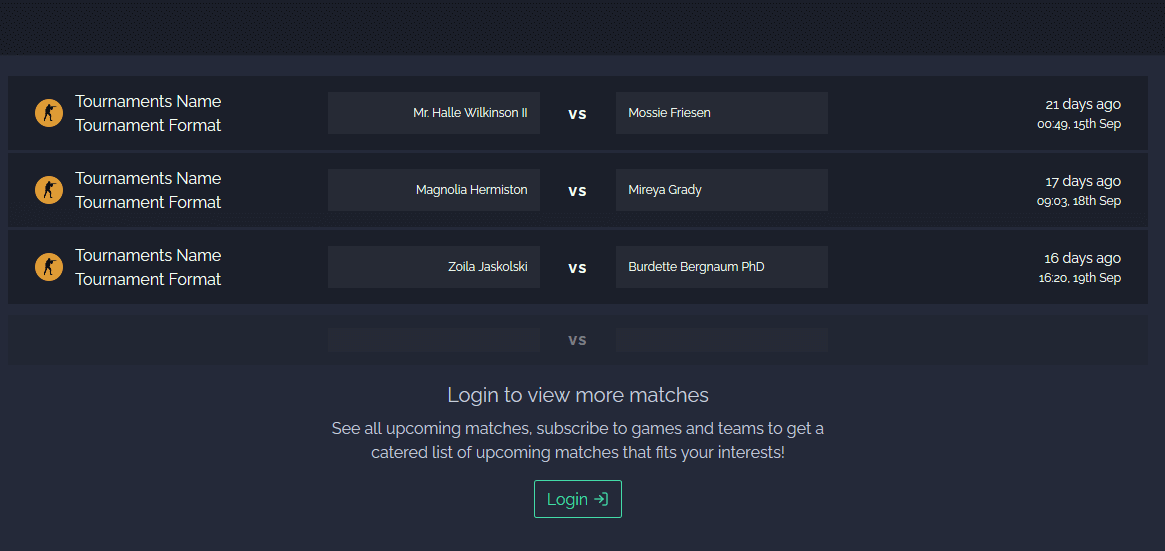 Tournaments Name
Tournament Format
Mr. Halle Wilkinson II
vs
Mossie Friesen
21 days ago
00:49, 15th Sep
Tournaments Name
Tournament Format
Magnolia Hermiston
vs
Mireya Grady
17 days ago
09:03, 18th Sep
Tournaments Name
Tournament Format
Zoila Jaskolski
vs
Burdette Bergnaum PhD
16 days ago
16:20, 19th Sep
vs
Login to view more matches
See all upcoming matches, subscribe to games and teams to get a
catered list of upcoming matches that fits your interests!
Login